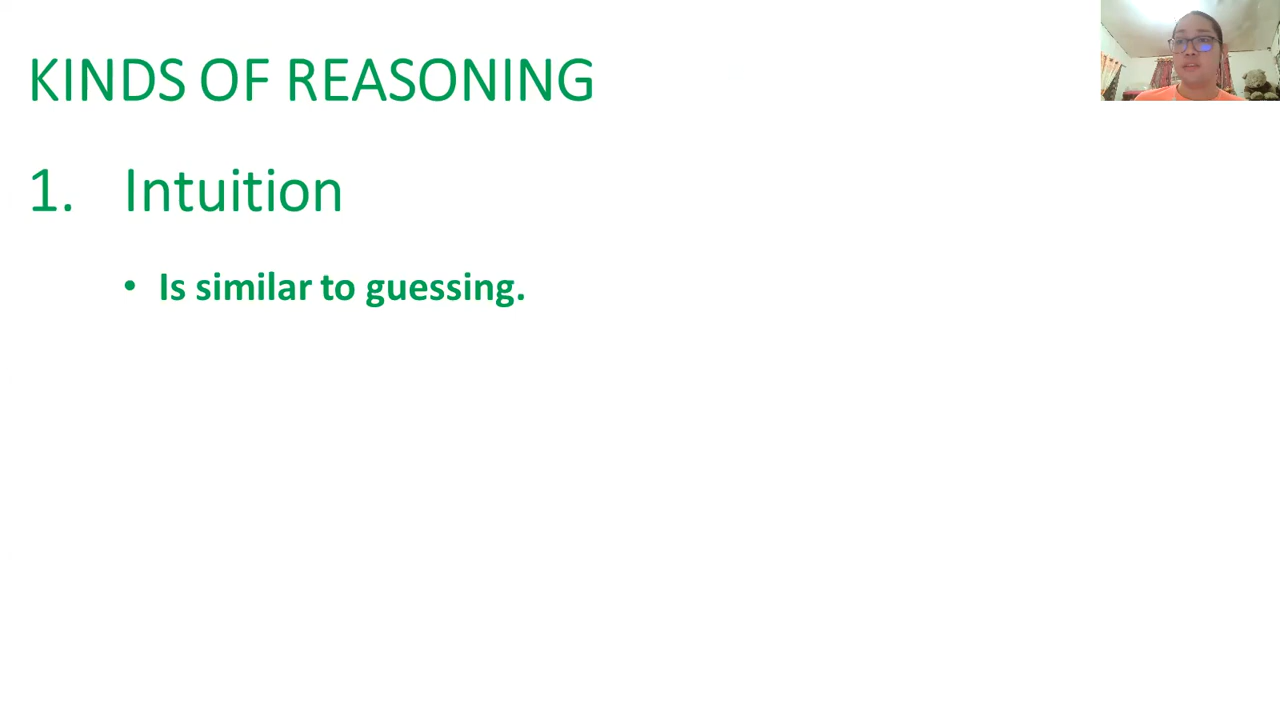 KINDS OF REASONING
1. Intuition
• Is similar to guessing.